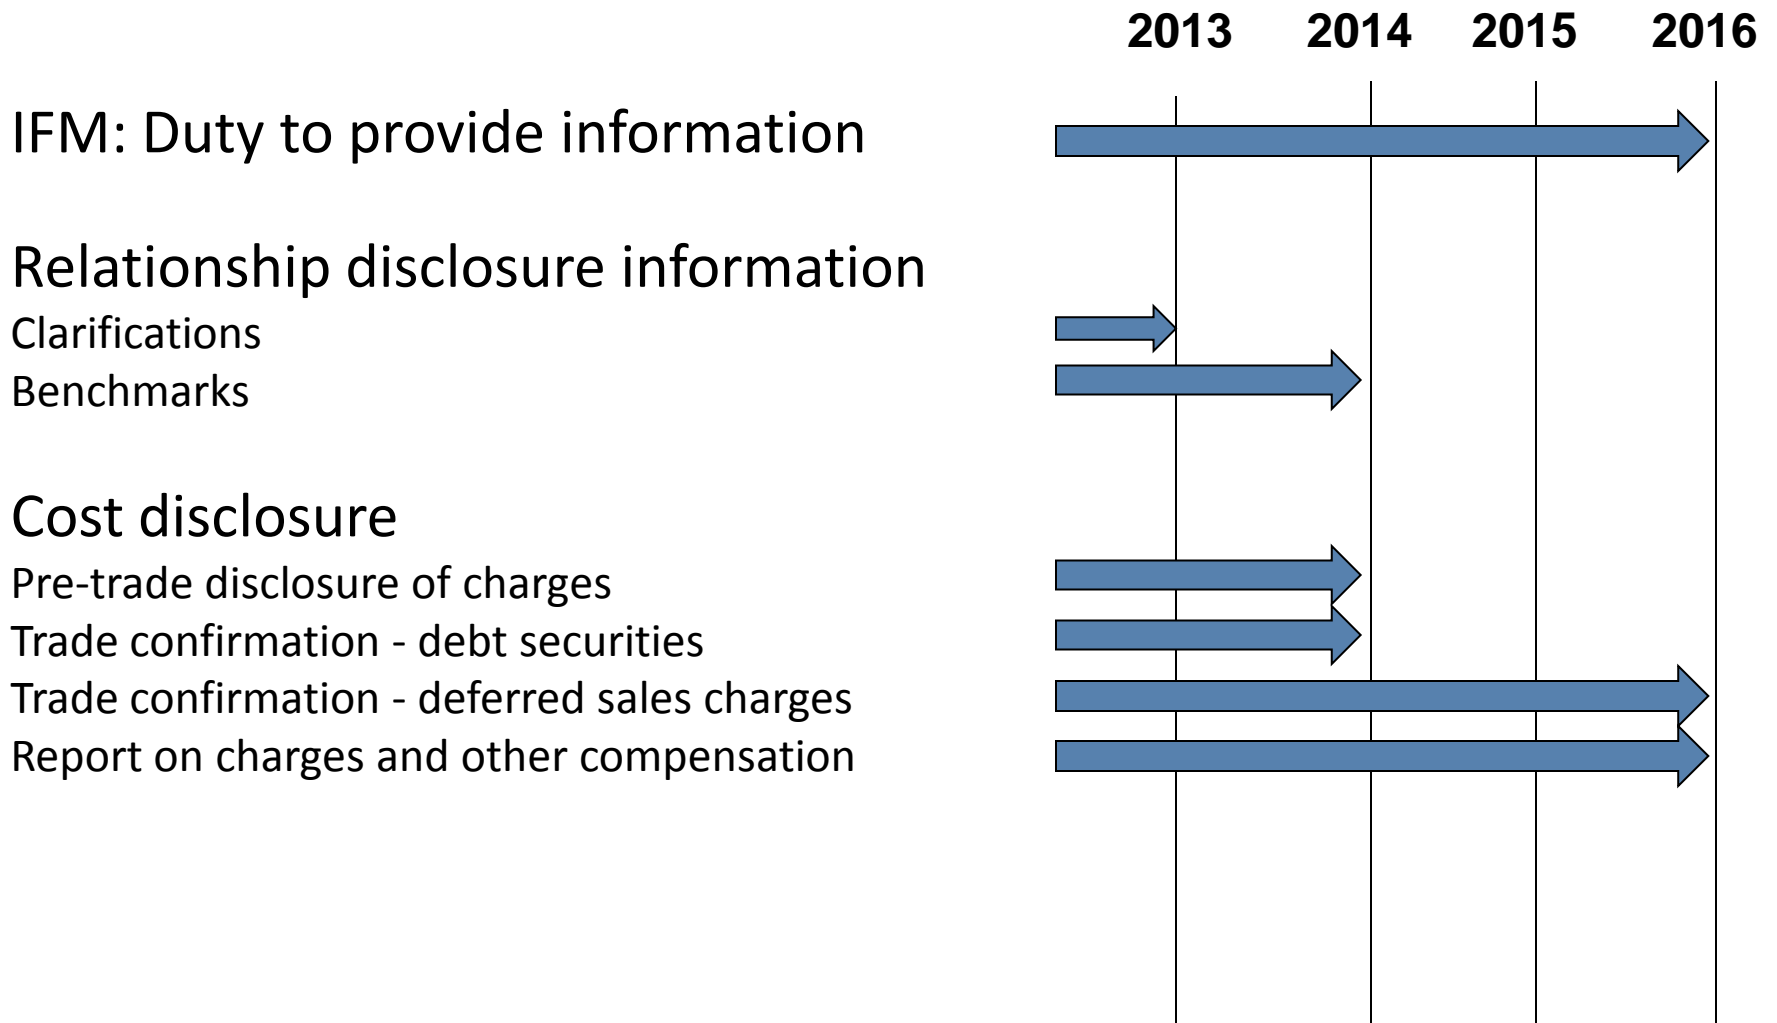 2013 2014 2015 2016
IFM: Duty to provide information
Relationship disclosure information
Clarifications
Benchmarks
Cost disclosure
Pre-trade disclosure of charges
Trade confirmation - debt securities
Trade confirmation - deferred sales charges
Report on charges and other compensation